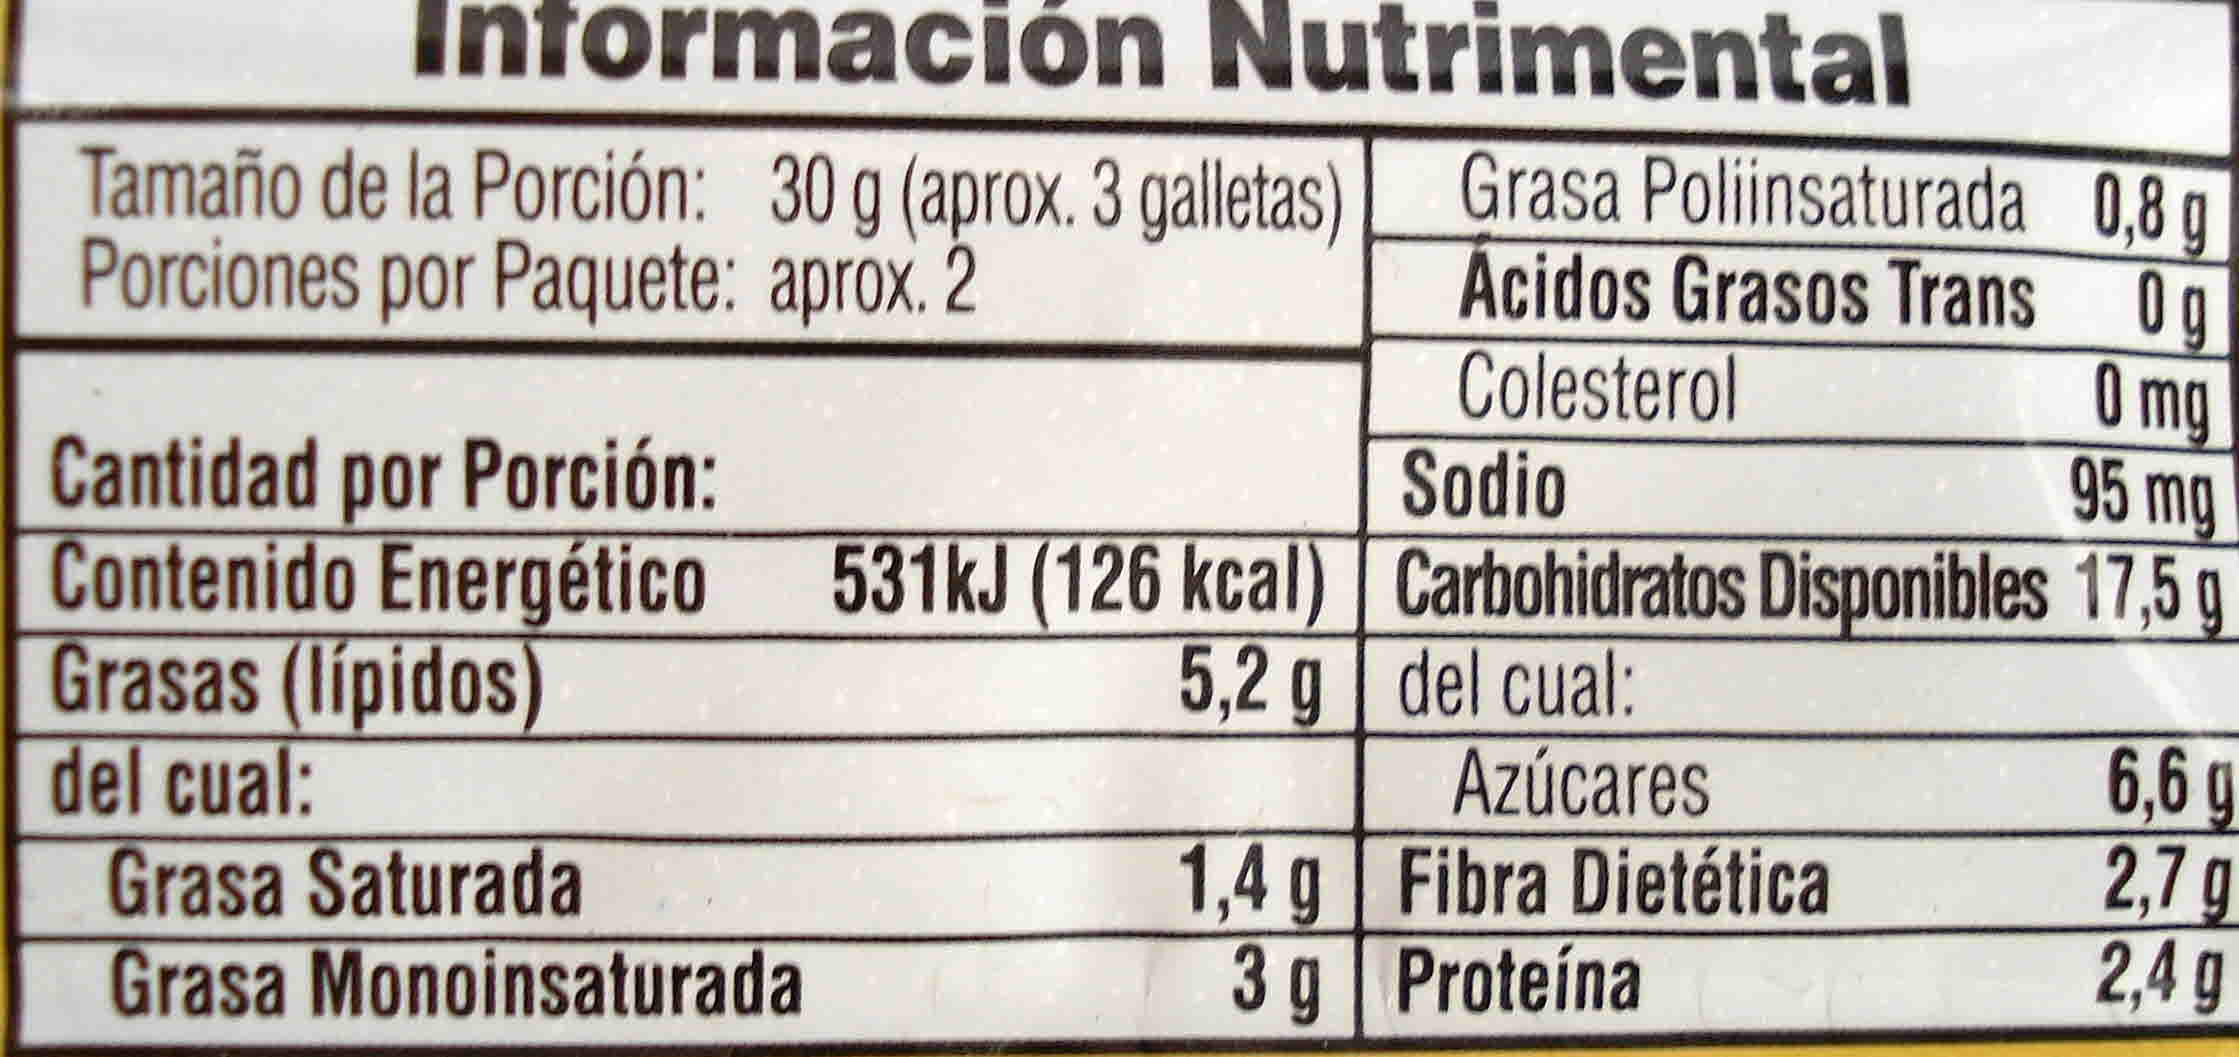 Información Nutrimental
Tamaño de la Porción: 30 g (aprox. 3 galletas)
Porciones por Paquete: aprox. 2
Cantidad por Porción:
Contenido Energético 531kJ (126 kcal)
Grasas (lípidos) 5,2 g
del cual:
Grasa Saturada 1,4 g
Grasa Monoinsaturada 3 g
Grasa Poliinsaturada 0,8 g
Ácidos Grasos Trans 0 g
Colesterol 0 mg
Sodio 95 mg
Carbohidratos Disponibles 17,5 g
del cual:
Azúcares 6,6 g
Fibra Dietética 2,7 g
Proteína 2,4 g